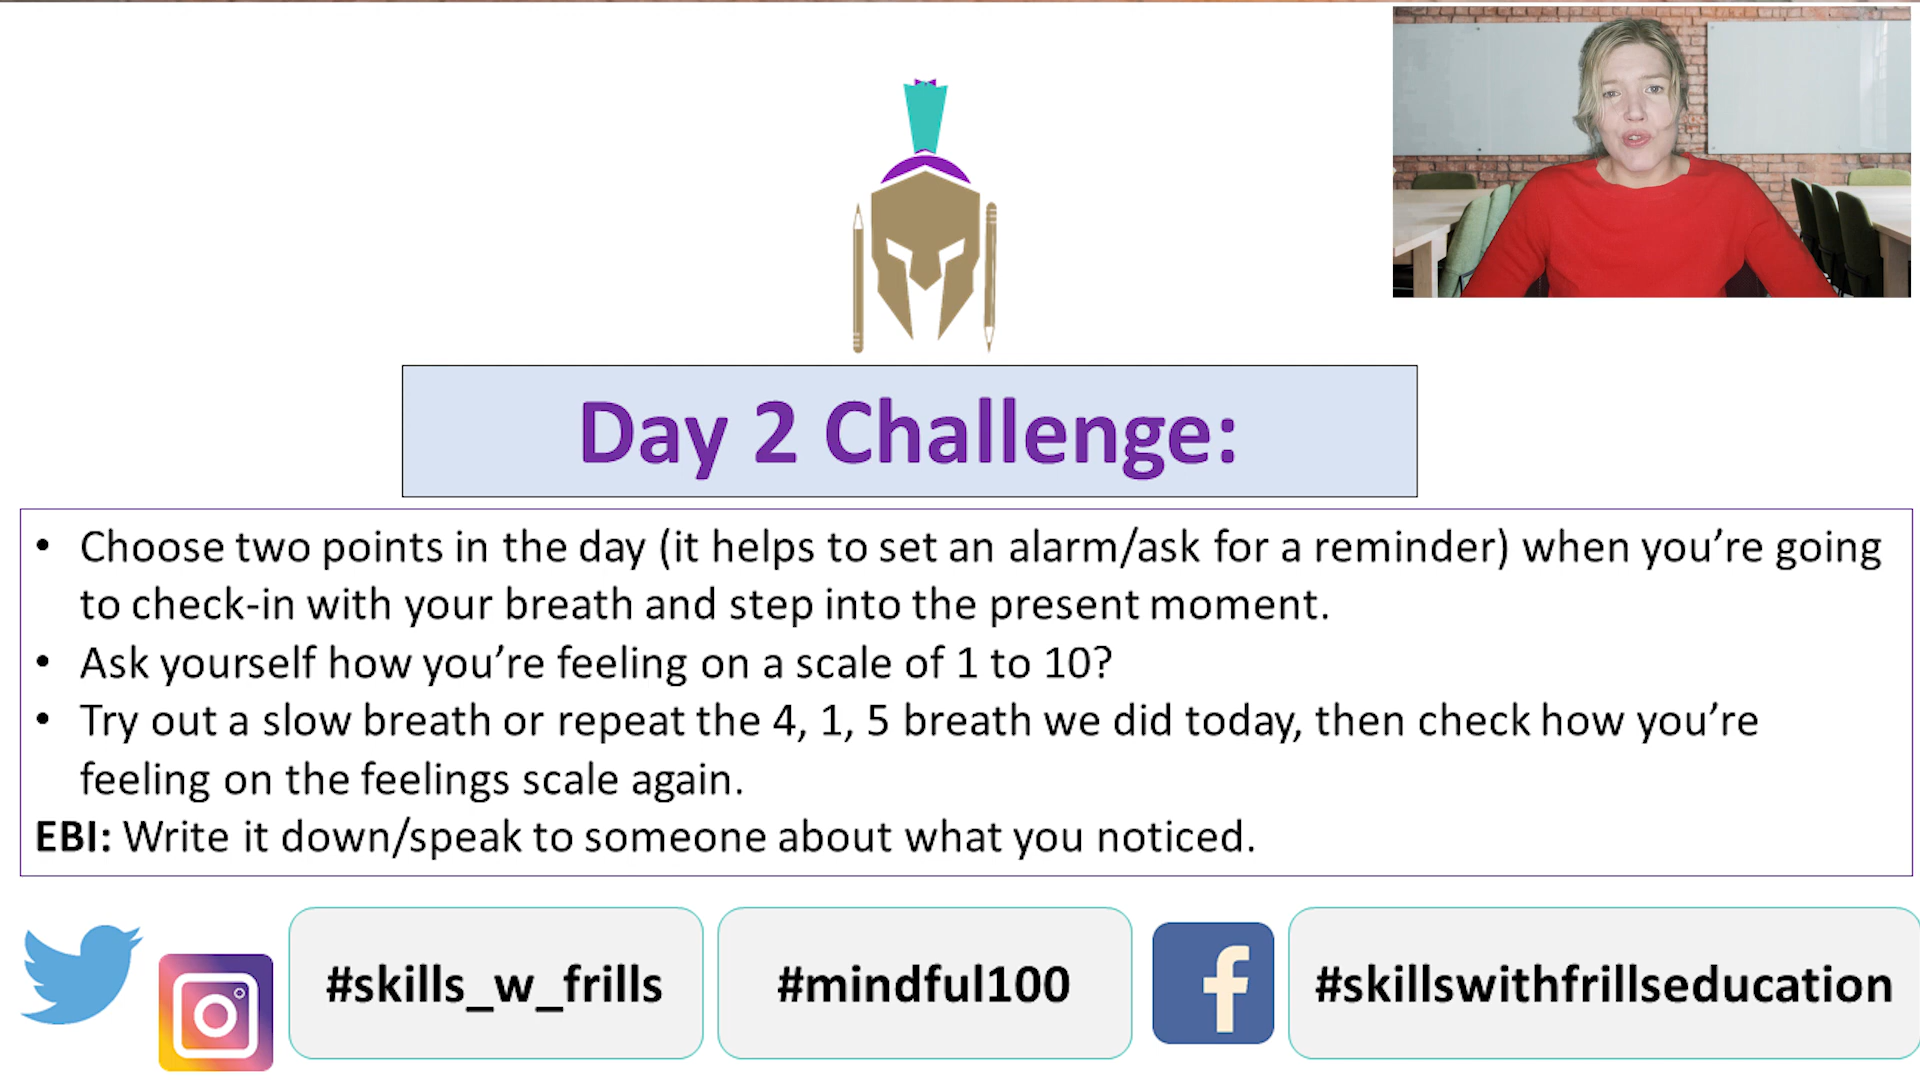 Day 2 Challenge:
• Choose two points in the day (it helps to set an alarm/ask for a reminder) when you’re going
to check-in with your breath and step into the present moment.
• Ask yourself how you’re feeling on a scale of 1 to 10?
• Try out a slow breath or repeat the 4, 1, 5 breath we did today, then check how you’re
feeling on the feelings scale again.
EBI: Write it down/speak to someone about what you noticed.
#skills_w_frills
#mindful100
#skillswithfrillseducation